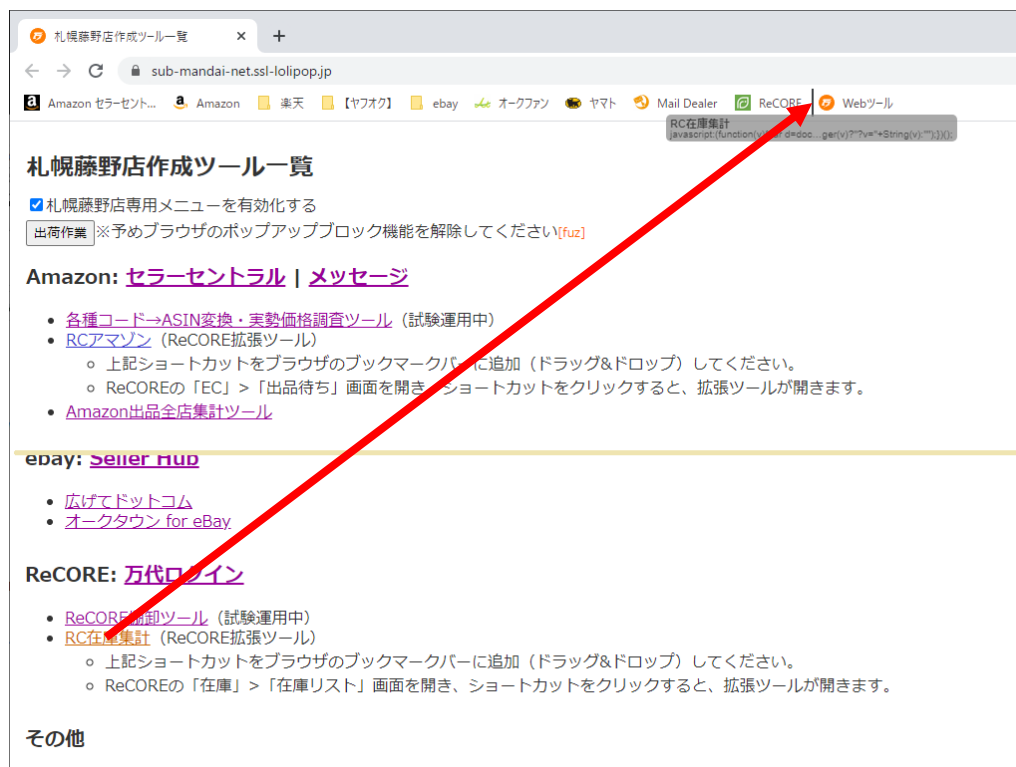 札幌藤野店作成ツール一覧
sub-mandai-net.ssl-lolipop.jp
Amazon セラーセント... Amazon 楽天 【ヤフオク】 ebay オークファン ヤマト Mail Dealer ReCORE Webツール
RC在庫集計
javascript:(function(v){var d=doc...ger(v)?"?v="+String(v):"");})();
札幌藤野店作成ツール一覧
札幌藤野店専用メニューを有効化する
出荷作業 ※予めブラウザのポップアップブロック機能を解除してください[fuz]
Amazon: セラーセントラル | メッセージ
• 各種コード→ASIN変換・実勢価格調査ツール（試験運用中）
• RCアマゾン（ReCORE拡張ツール）
○ 上記ショートカットをブラウザのブックマークバーに追加（ドラッグ&ドロップ）してください。
○ ReCOREの「EC」>「出品待ち」画面を開き、ショートカットをクリックすると、拡張ツールが開きます。
• Amazon出品全店集計ツール
ebay: Seller Hub
• 広げてドットコム
• オークタウン for eBay
ReCORE: 万代ログイン
• ReCORE棚卸ツール（試験運用中）
• RC在庫集計（ReCORE拡張ツール）
○ 上記ショートカットをブラウザのブックマークバーに追加（ドラッグ&ドロップ）してください。
○ ReCOREの「在庫」>「在庫リスト」画面を開き、ショートカットをクリックすると、拡張ツールが開きます。
その他